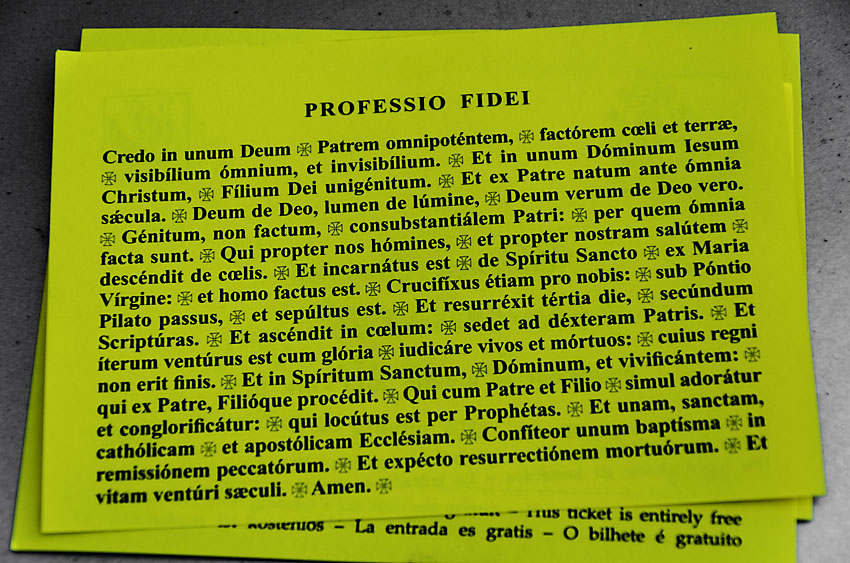 PROFESSIO FIDEI
Credo in unum Deum ✠ Patrem omnipoténtem, ✠ factórem cœli et terræ,
✠ visibílium ómnium, et invisibílium. ✠ Et in unum Dóminum Iesum
Christum, ✠ Fílium Dei unigénitum. ✠ Et ex Patre natum ante ómnia
sǽcula. ✠ Deum de Deo, lumen de lúmine, ✠ Deum verum de Deo vero.
✠ Génitum, non factum, ✠ consubstantiálem Patri: ✠ per quem ómnia
facta sunt. ✠ Qui propter nos hómines, ✠ et propter nostram salútem ✠
descéndit de cœlis. ✠ Et incarnátus est ✠ de Spíritu Sancto ✠ ex Maria
Vírgine: ✠ et homo factus est. ✠ Crucifíxus étiam pro nobis: ✠ sub Póntio
Pilato passus, ✠ et sepúltus est. ✠ Et resurréxit tértia die, ✠ secúndum
Scriptúras. ✠ Et ascéndit in cœlum: ✠ sedet ad déxteram Patris. ✠ Et
íterum ventúrus est cum glória ✠ iudicáre vivos et mórtuos: ✠ cuius regni
non erit finis. ✠ Et in Spíritum Sanctum, ✠ Dóminum, et vivificántem: ✠
qui ex Patre, Filióque procédit. ✠ Qui cum Patre et Filio ✠ simul adorátur
et conglorificátur: ✠ qui locútus est per Prophétas. ✠ Et unam, sanctam,
cathólicam ✠ et apostólicam Ecclésiam. ✠ Confíteor unum baptísma ✠ in
remissiónem peccatórum. ✠ Et expécto resurrectiónem mortuórum. ✠ Et
vitam ventúri sæculi. ✠ Amen. ✠
– This ticket is entirely free
– La entrada es gratis – O bilhete é gratuito